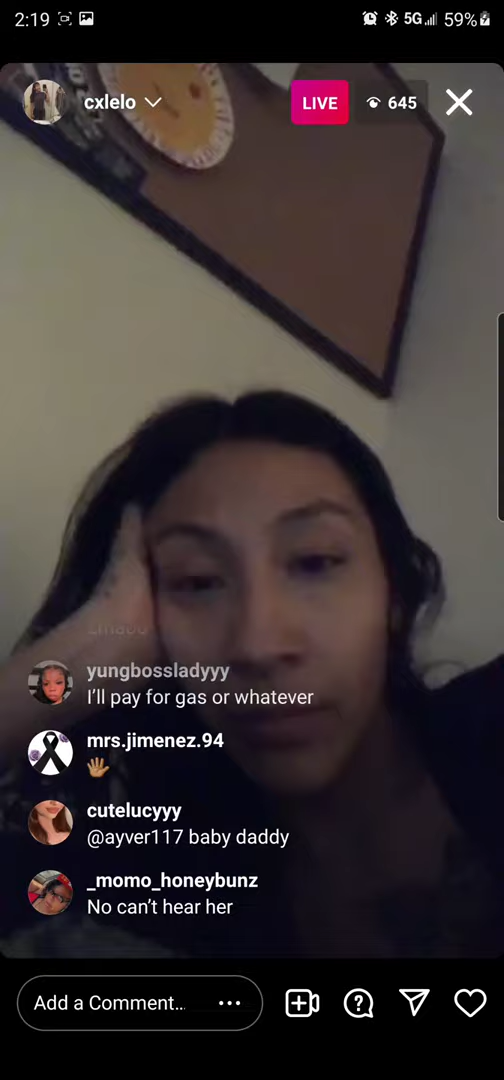 2:19
5G
59%
cxlelo
LIVE
645
yungbossladyyy
I'll pay for gas or whatever
mrs.jimenez.94
cutelucyyy
@ayver117 baby daddy
_momo_honeybunz
No can't hear her
Add a Comment...